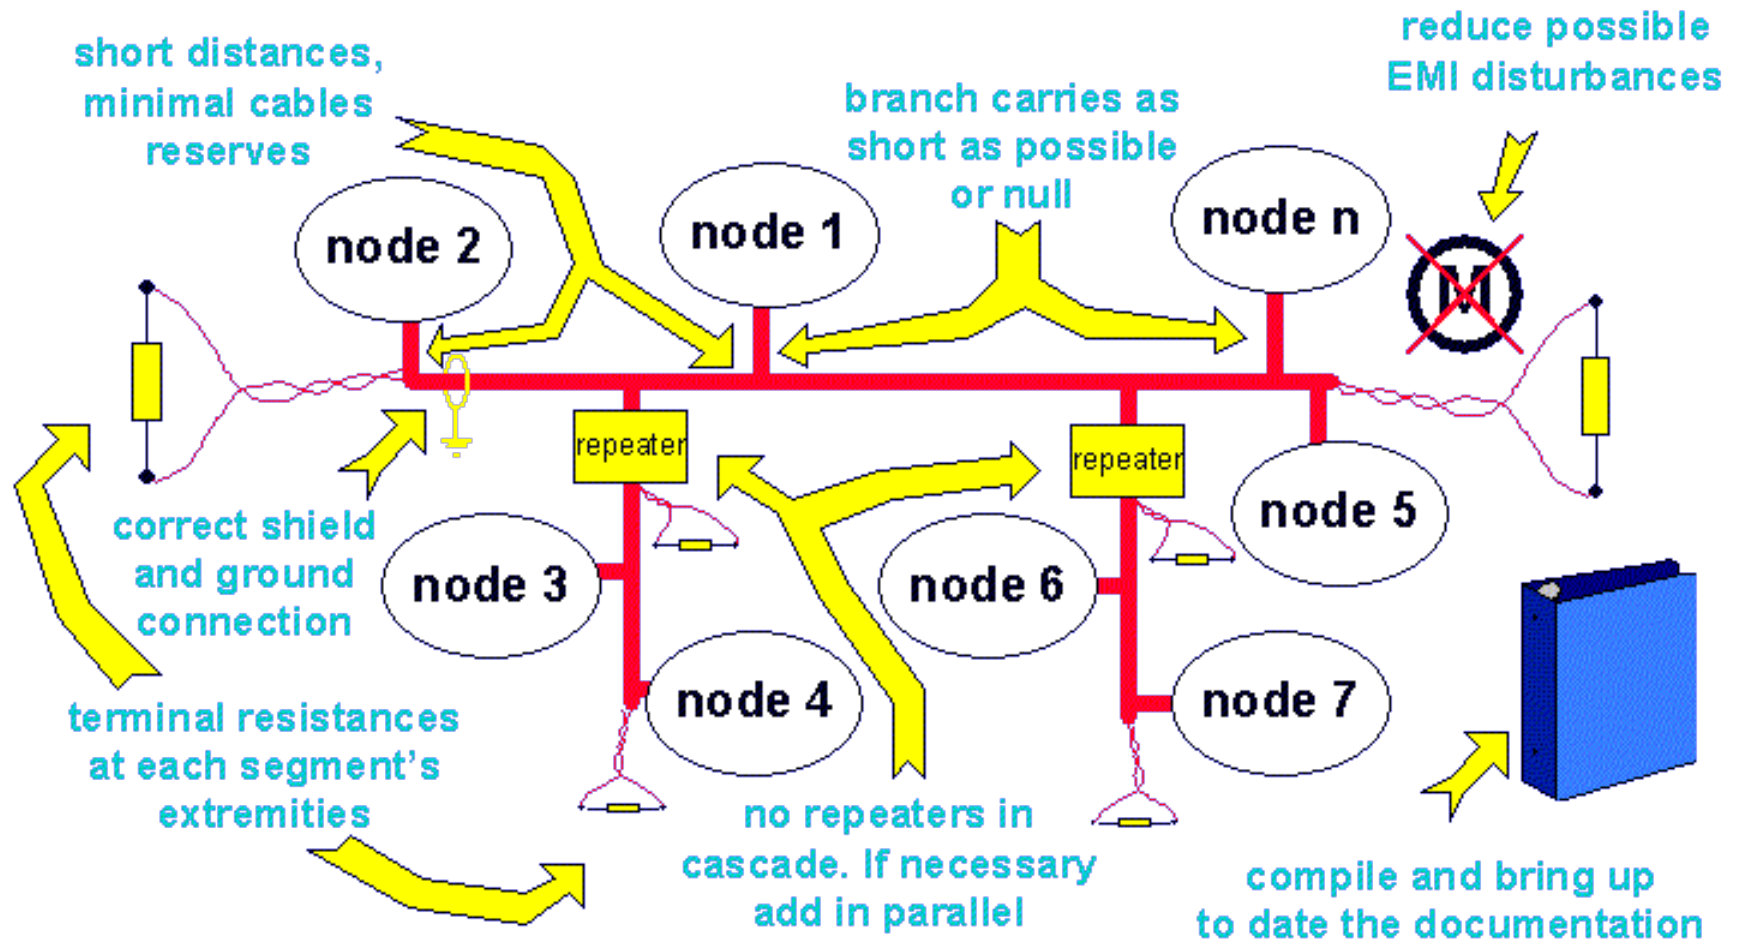 reduce possible
EMI disturbances
short distances,
minimal cables
reserves
branch carries as
short as possible
or null
node 2
node 1
node n
M
repeater
repeater
node 5
correct shield
and ground
connection
node 3
node 6
node 4
node 7
terminal resistances
at each segment's
extremities
no repeaters in
cascade. If necessary
add in parallel
compile and bring up
to date the documentation